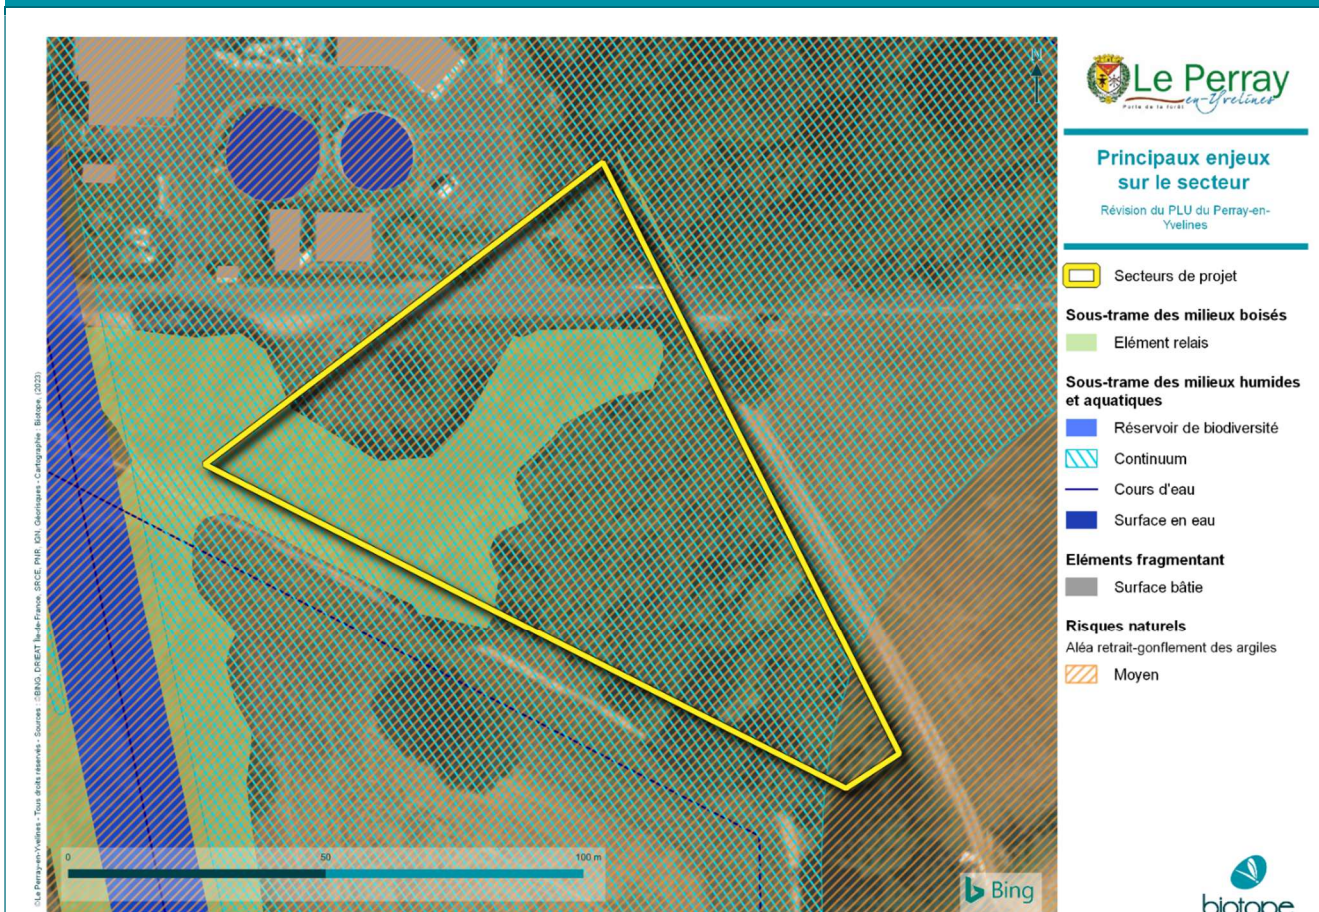 Le Perray
en-Yvelines
Porte de la forêt
Principaux enjeux
sur le secteur
Révision du PLU du Perray-en-
Yvelines
Secteurs de projet
Sous-trame des milieux boisés
Elément relais
Sous-trame des milieux humides
et aquatiques
Réservoir de biodiversité
Continuum
Cours d'eau
Surface en eau
Eléments fragmentant
Surface bâtie
Risques naturels
Aléa retrait-gonflement des argiles
Moyen
N
0 50 100 m
Bing
biotope
©Le Perray-en-Yvelines - Tous droits réservés - Sources : ©BING, DRIEAT Île-de-France, SRCE, PNR, IGN, Géorisques - Cartographie : Biotope, (2023)